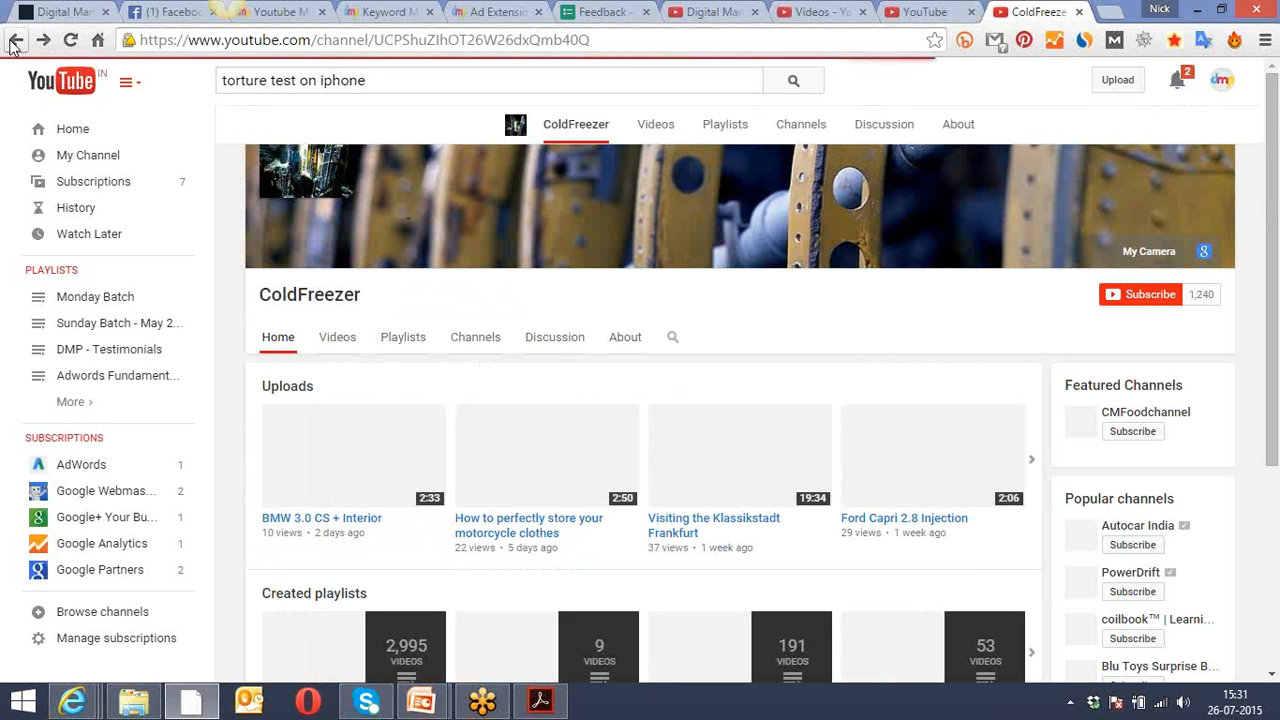 Digital Mart
(1) Facebo
Youtube M
Keyword M
Ad Extensi
Feedback –
Digital Mar
Videos - Yo
YouTube
ColdFreeze
Nick
https://www.youtube.com/channel/UCPShuZIhOT26W26dxQmb40Q
YouTube IN
torture test on iphone
Upload
2
dm
Home
My Channel
Subscriptions 7
History
Watch Later
PLAYLISTS
Monday Batch
Sunday Batch - May 2...
DMP - Testimonials
Adwords Fundament...
More ›
SUBSCRIPTIONS
AdWords 1
Google Webmas... 2
Google+ Your Bu... 1
Google Analytics 1
Google Partners 2
Browse channels
Manage subscriptions
ColdFreezer Videos Playlists Channels Discussion About
My Camera
ColdFreezer
Subscribe 1,240
Home Videos Playlists Channels Discussion About
Uploads
2:33
2:50
19:34
2:06
BMW 3.0 CS + Interior
10 views • 2 days ago
How to perfectly store your
motorcycle clothes
22 views • 5 days ago
Visiting the Klassikstadt
Frankfurt
37 views • 1 week ago
Ford Capri 2.8 Injection
29 views • 1 week ago
Created playlists
2,995
VIDEOS
9
VIDEOS
191
VIDEOS
53
VIDEOS
Featured Channels
CMFoodchannel
Subscribe
Popular channels
Autocar India
Subscribe
PowerDrift
Subscribe
coilbook™ | Learni...
Subscribe
Blu Toys Surprise B...
Subscribe
15:31
26-07-2015